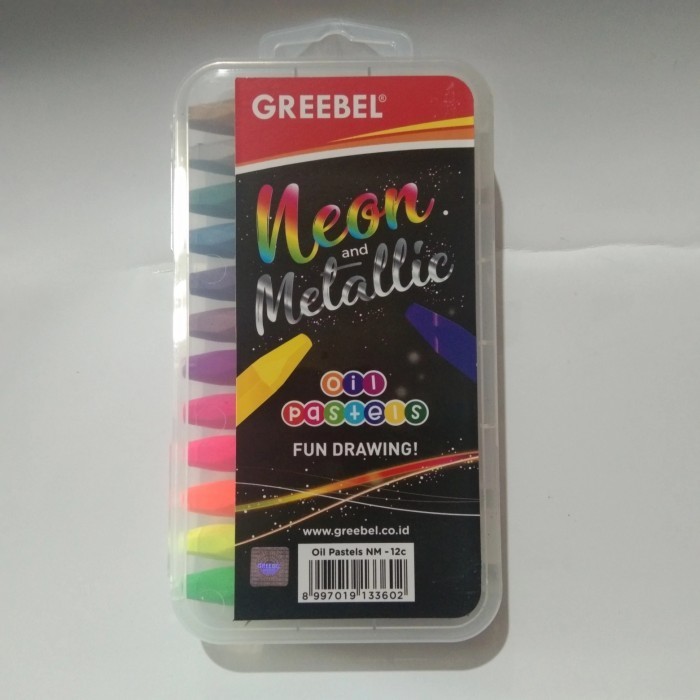 GREEBEL®
Neon
and
Metallic
oil
pastels
FUN DRAWING!
www.greebel.co.id
GREEBEL
Oil Pastels NM - 12c
8 997019 133602